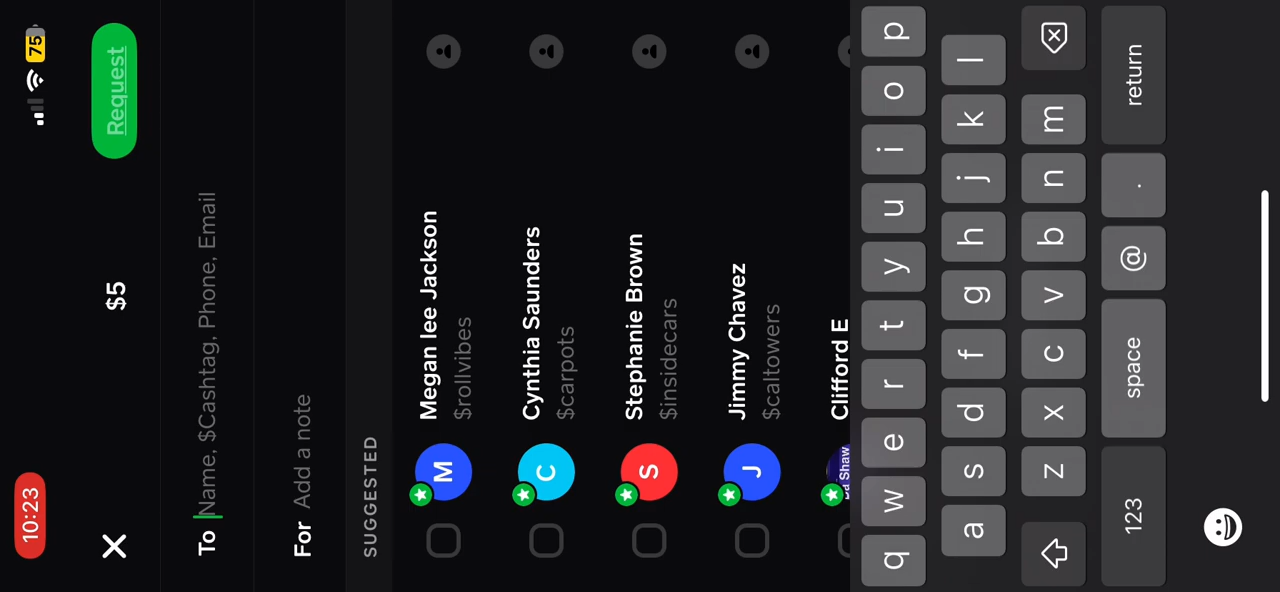 10:23
75
$5
Request
To Name, $Cashtag, Phone, Email
For Add a note
SUGGESTED
M
Megan lee Jackson
$rollvibes
C
Cynthia Saunders
$carpots
S
Stephanie Brown
$insidecars
J
Jimmy Chavez
$caltowers
Clifford E
q w e r t y u i o p
a s d f g h j k l
z x c v b n m
123 space @ . return